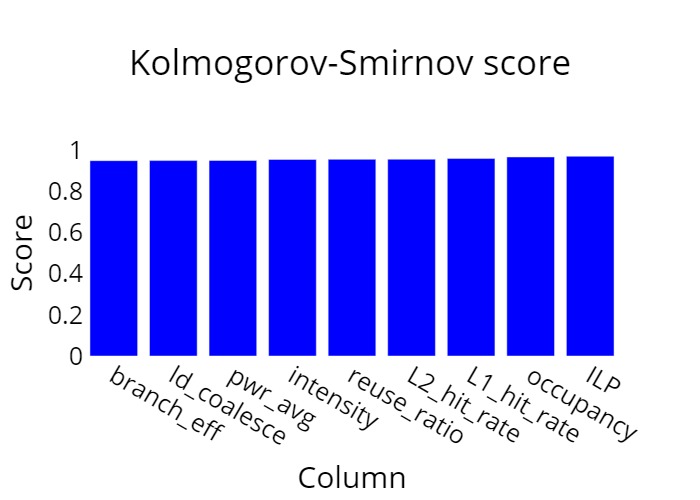 Kolmogorov-Smirnov score
Score
1
0.8
0.6
0.4
0.2
0
branch_eff
ld_coalesce
pwr_avg
intensity
reuse_ratio
L2_hit_rate
L1_hit_rate
occupancy
ILP
Column